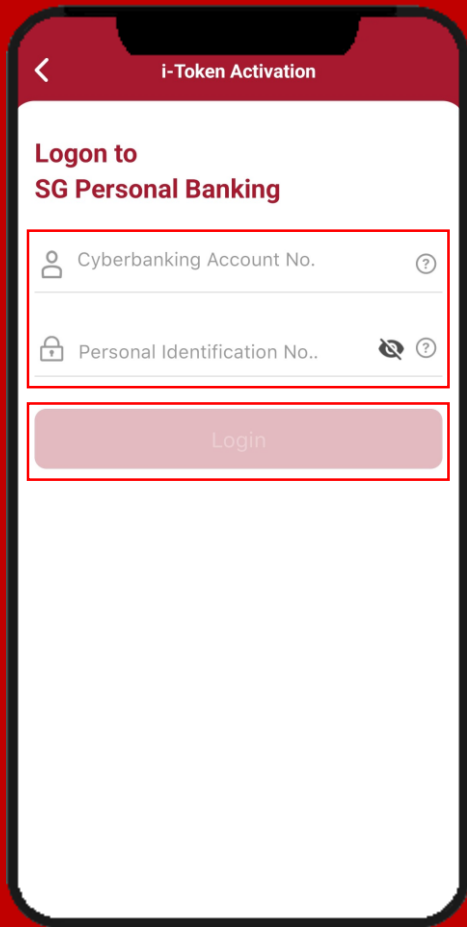 i-Token Activation
Logon to
SG Personal Banking
Cyberbanking Account No.
Personal Identification No..
Login